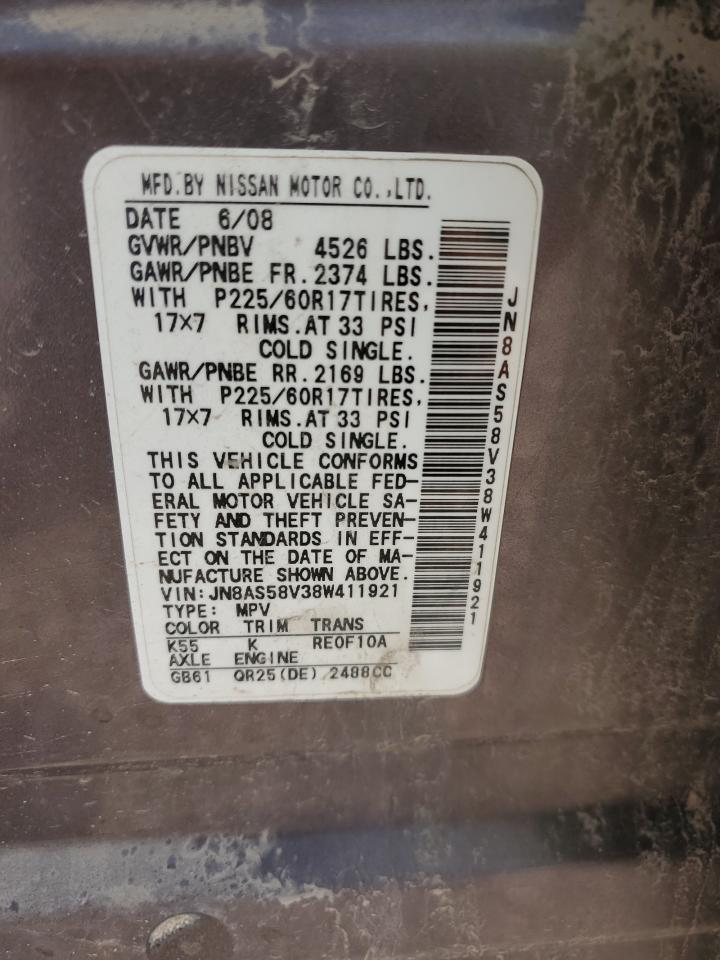 MFD.BY NISSAN MOTOR CO.,LTD.
DATE 6/08
GVWR/PNBV 4526 LBS.
GAWR/PNBE FR.2374 LBS.
WITH P225/60R17TIRES,
17X7 RIMS.AT 33 PSI
COLD SINGLE.
GAWR/PNBE RR.2169 LBS.
WITH P225/60R17TIRES,
17X7 RIMS.AT 33 PSI
COLD SINGLE.
THIS VEHICLE CONFORMS
TO ALL APPLICABLE FED-
ERAL MOTOR VEHICLE SA-
FETY AND THEFT PREVEN-
TION STANDARDS IN EFF-
ECT ON THE DATE OF MA-
NUFACTURE SHOWN ABOVE.
VIN:JN8AS58V38W411921
TYPE: MPV
COLOR TRIM TRANS
K55 K RE0F10A
AXLE ENGINE
GB61 QR25(DE) 2488CC
JN8AS58V38W411921